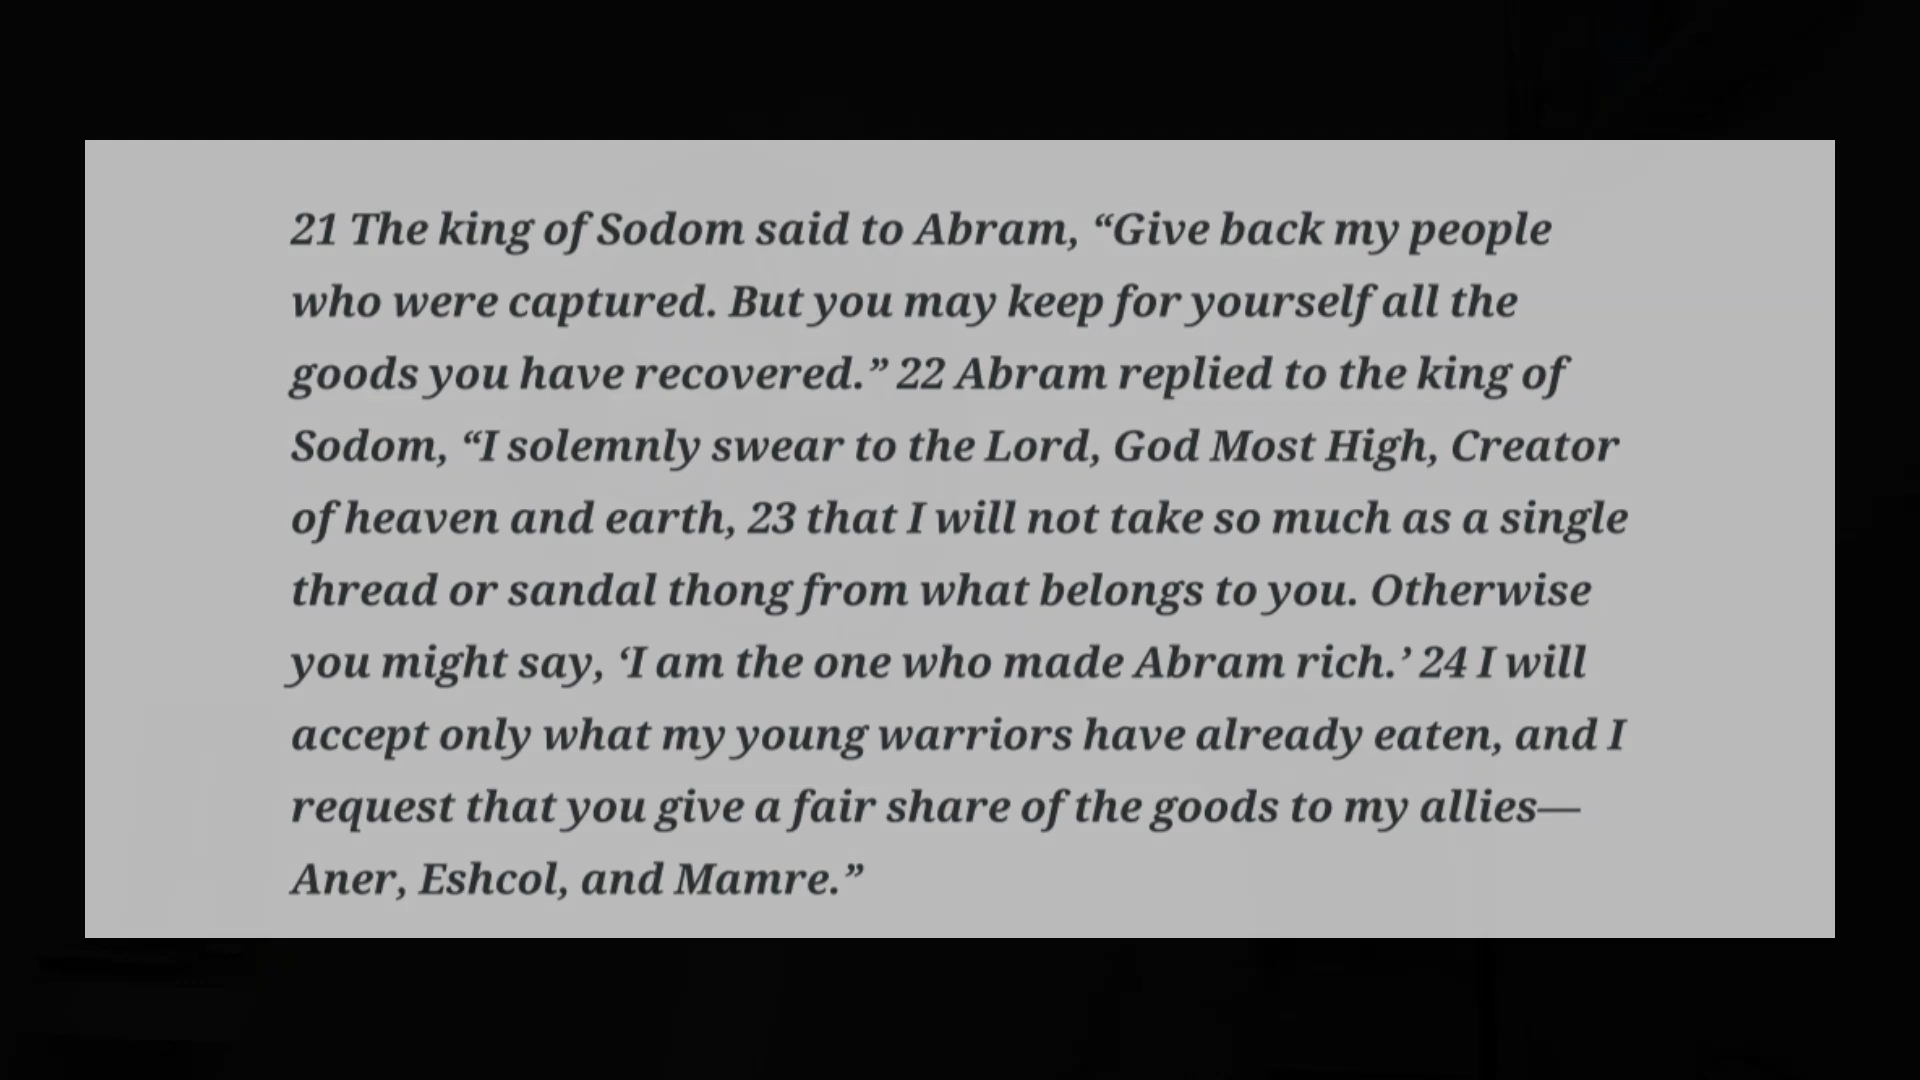 21 The king of Sodom said to Abram, “Give back my people
who were captured. But you may keep for yourself all the
goods you have recovered.” 22 Abram replied to the king of
Sodom, “I solemnly swear to the Lord, God Most High, Creator
of heaven and earth, 23 that I will not take so much as a single
thread or sandal thong from what belongs to you. Otherwise
you might say, ‘I am the one who made Abram rich.’ 24 I will
accept only what my young warriors have already eaten, and I
request that you give a fair share of the goods to my allies—
Aner, Eshcol, and Mamre.”